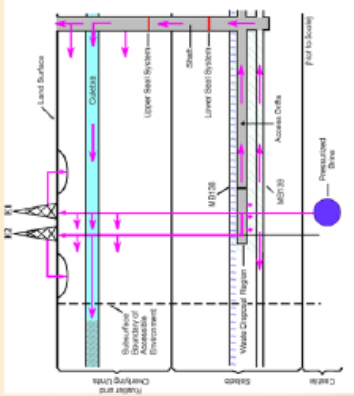 E1
E2
Land Surface
Culebra
Upper Seal System
Shaft
Lower Seal System
Access Drifts
(Not to Scale)
MB138
MB139
Pressurized
Brine
Waste Disposal Region
Subsurface
Boundary of
Accessible
Environment
Rustler and
Overlying Units
Salado
Castile